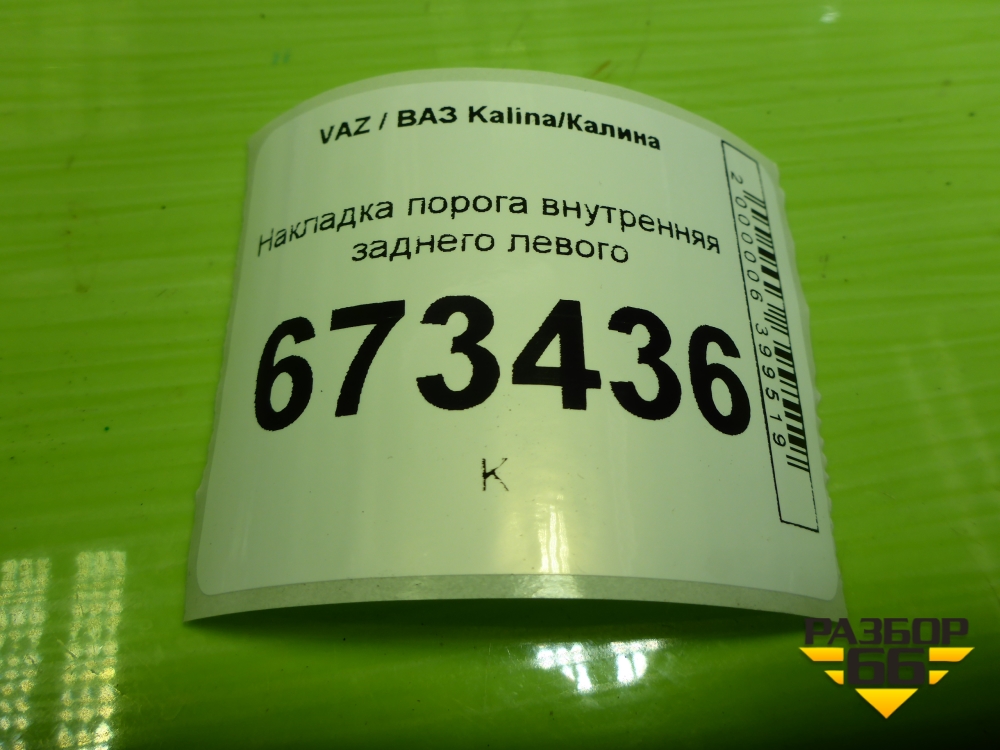 VAZ / ВАЗ Kalina/Калина
Накладка порога внутренняя
заднего левого
673436
К
2000006399519
РАЗБОР
66